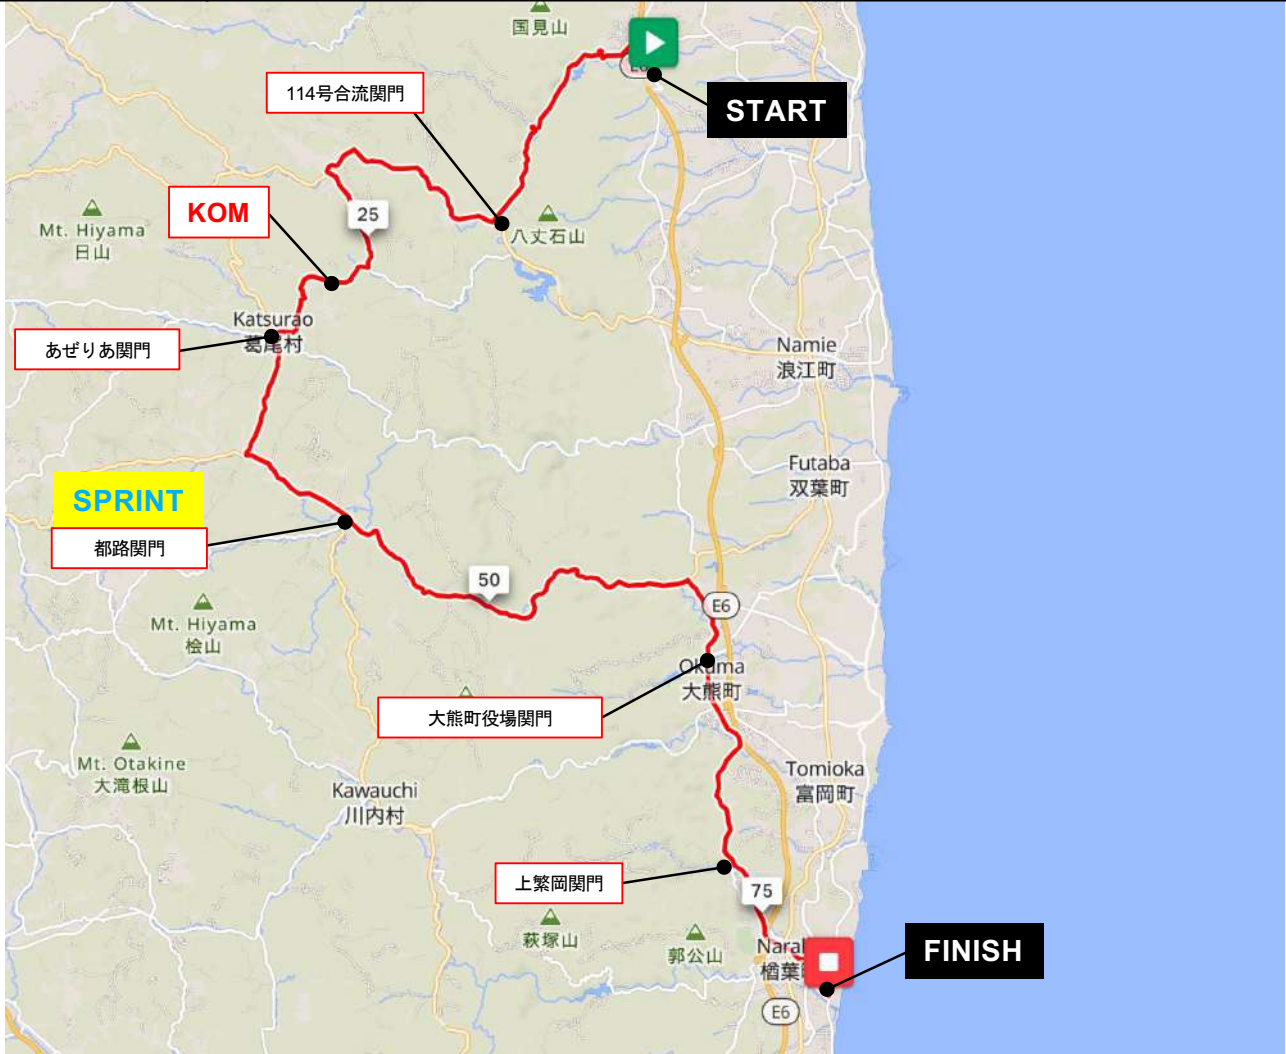 国見山
114号合流関門
START
KOM
25
Mt. Hiyama
日山
八丈石山
Katsurao
葛尾村
あぜりあ関門
Namie
浪江町
SPRINT
都路関門
Futaba
双葉町
50
E6
Mt. Hiyama
桧山
Okuma
大熊町
大熊町役場関門
Mt. Otakine
大滝根山
Kawauchi
川内村
Tomioka
富岡町
上繁岡関門
75
萩塚山
郭公山
FINISH
E6